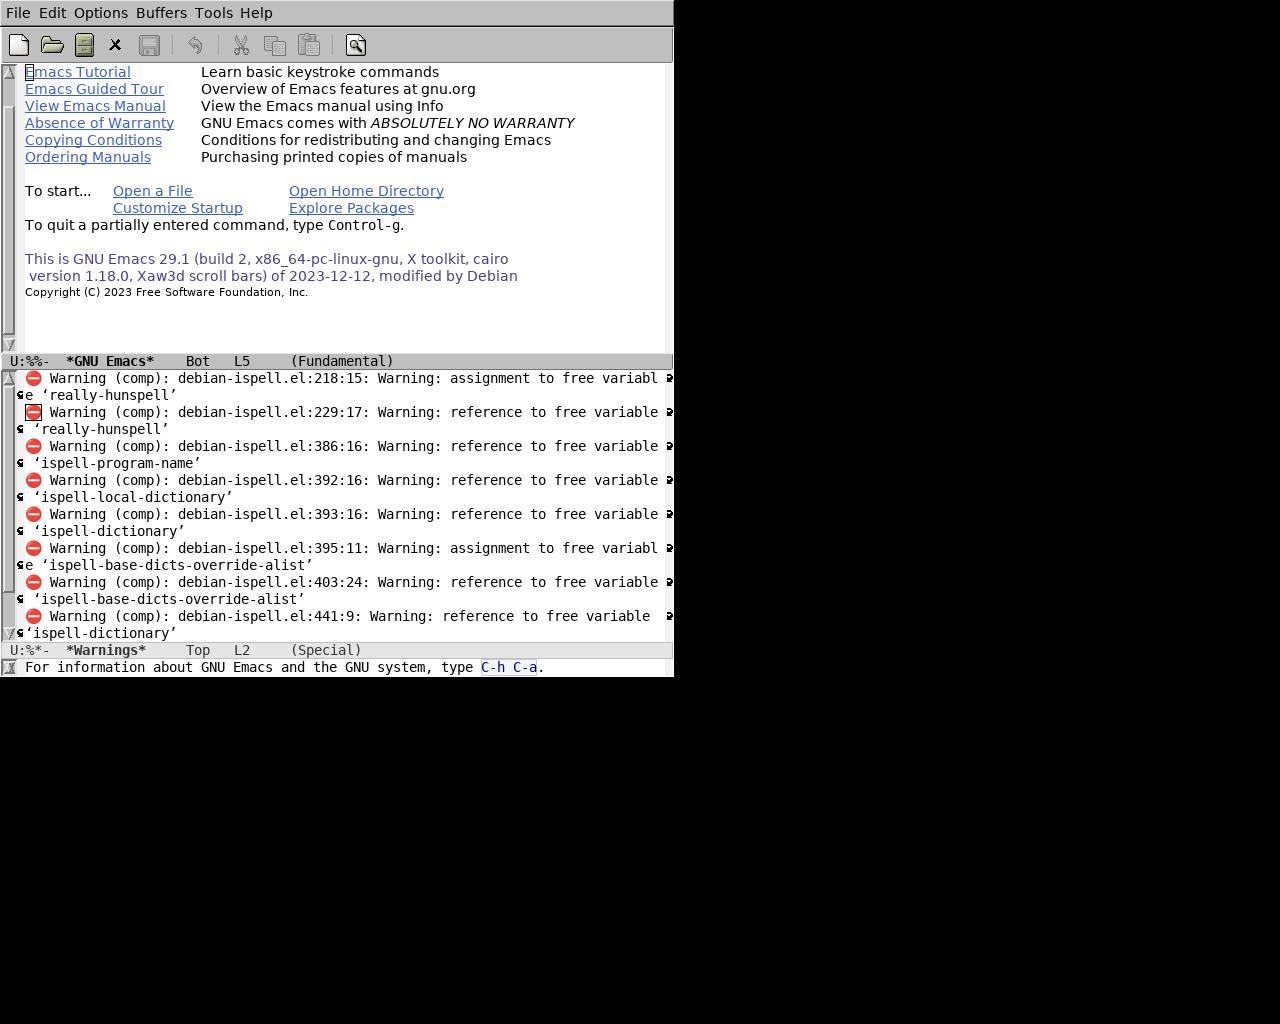 File Edit Options Buffers Tools Help
Emacs Tutorial Learn basic keystroke commands
Emacs Guided Tour Overview of Emacs features at gnu.org
View Emacs Manual View the Emacs manual using Info
Absence of Warranty GNU Emacs comes with ABSOLUTELY NO WARRANTY
Copying Conditions Conditions for redistributing and changing Emacs
Ordering Manuals Purchasing printed copies of manuals
To start... Open a File Open Home Directory
Customize Startup Explore Packages
To quit a partially entered command, type Control-g.
This is GNU Emacs 29.1 (build 2, x86_64-pc-linux-gnu, X toolkit, cairo
version 1.18.0, Xaw3d scroll bars) of 2023-12-12, modified by Debian
Copyright (C) 2023 Free Software Foundation, Inc.
U:%%- *GNU Emacs* Bot L5 (Fundamental)
Warning (comp): debian-ispell.el:218:15: Warning: assignment to free variabl
e ‘really-hunspell’
Warning (comp): debian-ispell.el:229:17: Warning: reference to free variable
‘really-hunspell’
Warning (comp): debian-ispell.el:386:16: Warning: reference to free variable
‘ispell-program-name’
Warning (comp): debian-ispell.el:392:16: Warning: reference to free variable
‘ispell-local-dictionary’
Warning (comp): debian-ispell.el:393:16: Warning: reference to free variable
‘ispell-dictionary’
Warning (comp): debian-ispell.el:395:11: Warning: assignment to free variabl
e ‘ispell-base-dicts-override-alist’
Warning (comp): debian-ispell.el:403:24: Warning: reference to free variable
‘ispell-base-dicts-override-alist’
Warning (comp): debian-ispell.el:441:9: Warning: reference to free variable
‘ispell-dictionary’
U:%*- *Warnings* Top L2 (Special)
For information about GNU Emacs and the GNU system, type C-h C-a.